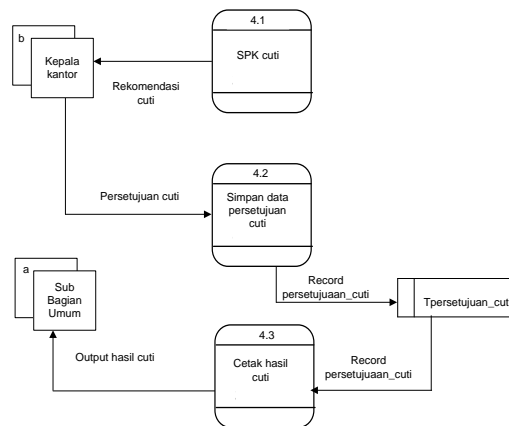 4.1
b
Kepala
kantor
SPK cuti
Rekomendasi
cuti
4.2
Persetujuan cuti
Simpan data
persetujuan
cuti
a
Sub
Bagian
Umum
Record
persetujuaan_cuti
Tpersetujuan_cuti
4.3
Output hasil cuti
Cetak hasil
cuti
Record
persetujuaan_cuti